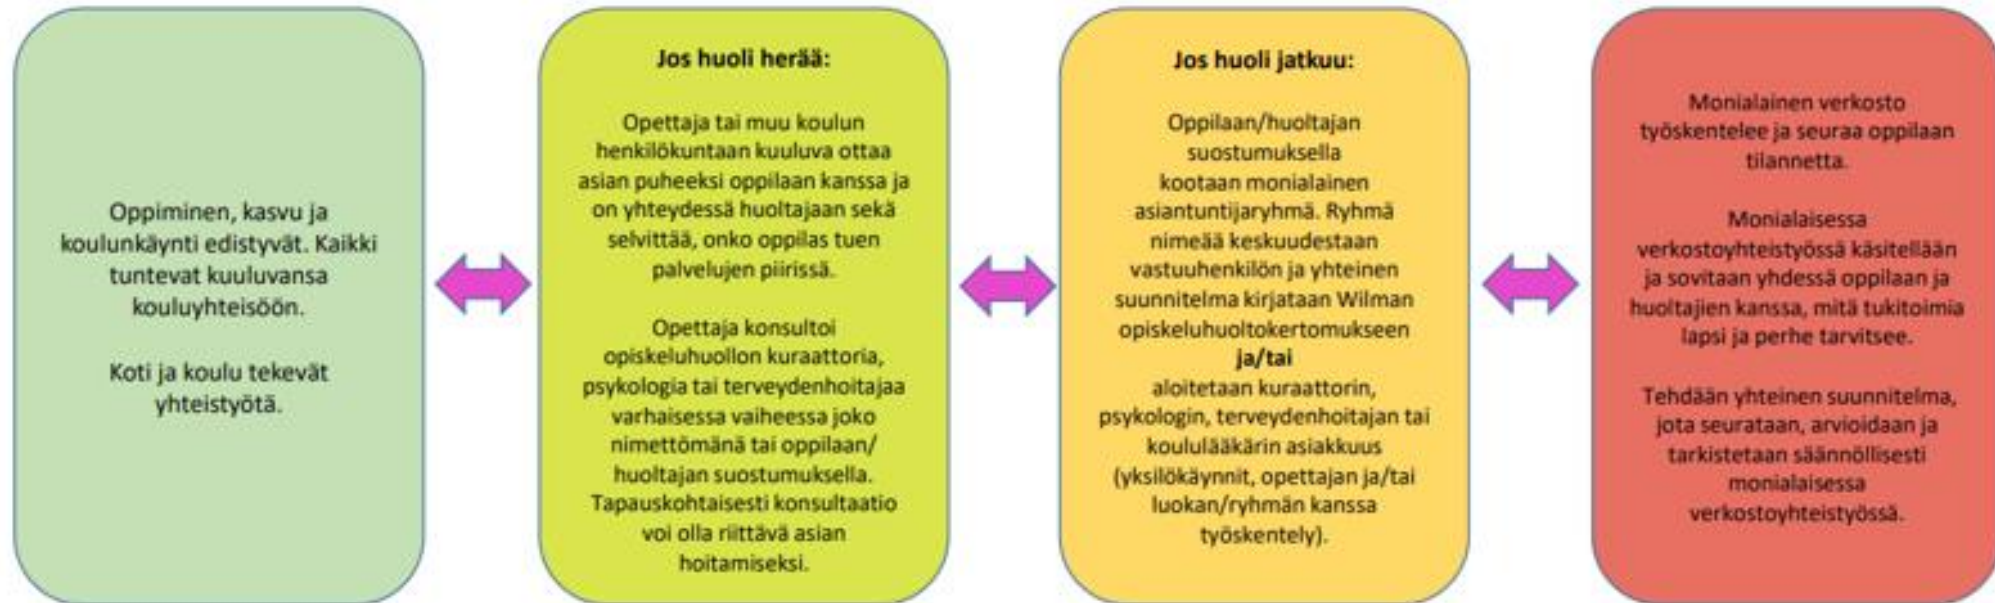 Oppiminen, kasvu ja
koulunkäynti edistyvät. Kaikki
tuntevat kuuluvansa
kouluyhteisöön.
Koti ja koulu tekevät
yhteistyötä.
Jos huoli herää:
Opettaja tai muu koulun
henkilökuntaan kuuluva ottaa
asian puheeksi oppilaan kanssa ja
on yhteydessä huoltajaan sekä
selvittää, onko oppilas tuen
palvelujen piirissä.
Opettaja konsultoi
opiskeluhuollon kuraattoria,
psykologia tai terveydenhoitajaa
varhaisessa vaiheessa joko
nimettömänä tai oppilaan/
huoltajan suostumuksella.
Tapauskohtaisesti konsultaatio
voi olla riittävä asian
hoitamiseksi.
Jos huoli jatkuu:
Oppilaan/huoltajan
suostumuksella
kootaan monialainen
asiantuntijaryhmä. Ryhmä
nimeää keskuudestaan
vastuuhenkilön ja yhteinen
suunnitelma kirjataan Wilman
opiskeluhuoltokertomukseen
ja/tai
aloitetaan kuraattorin,
psykologin, terveydenhoitajan tai
koululääkärin asiakkuus
(yksilökäynnit, opettajan ja/tai
luokan/ryhmän kanssa
työskentely).
Monialainen verkosto
työskentelee ja seuraa oppilaan
tilannetta.
Monialaisessa
verkostoyhteistyössä käsitellään
ja sovitaan yhdessä oppilaan ja
huoltajien kanssa, mitä tukitoimia
lapsi ja perhe tarvitsee.
Tehdään yhteinen suunnitelma,
jota seurataan, arvioidaan ja
tarkistetaan säännöllisesti
monialaisessa
verkostoyhteistyössä.